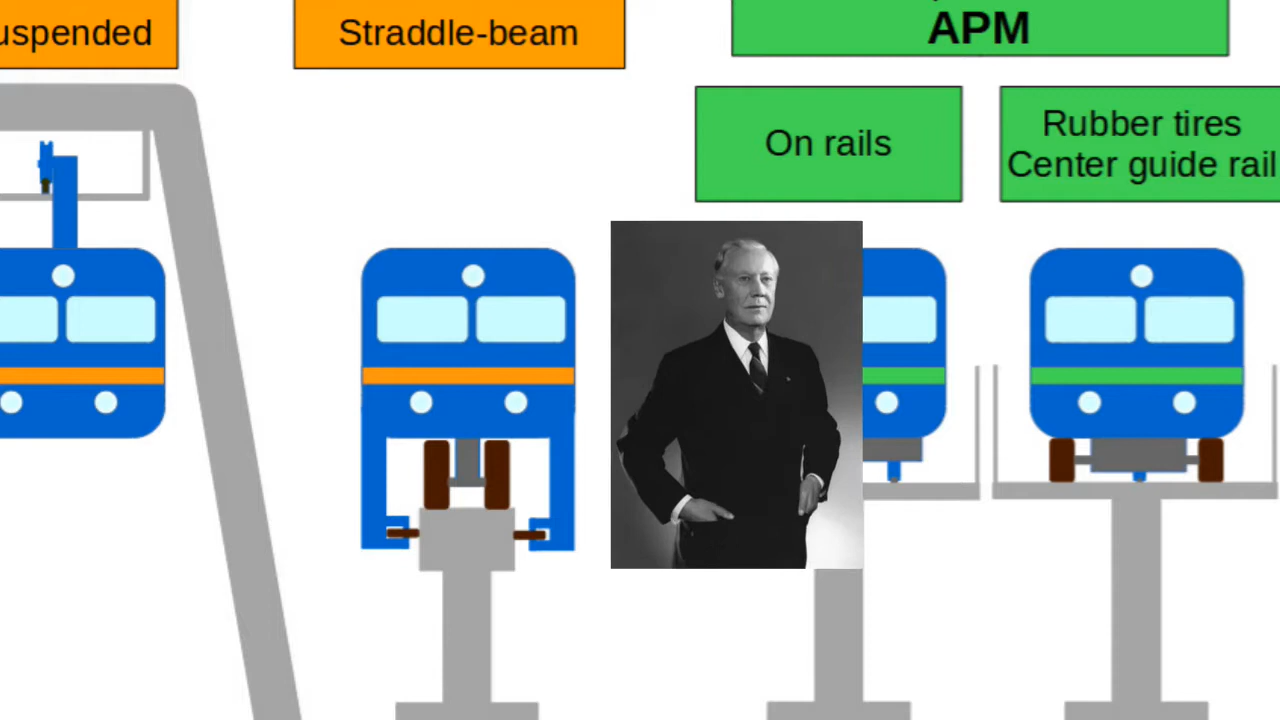 uspended
Straddle-beam
APM
On rails
Rubber tires
Center guide rail